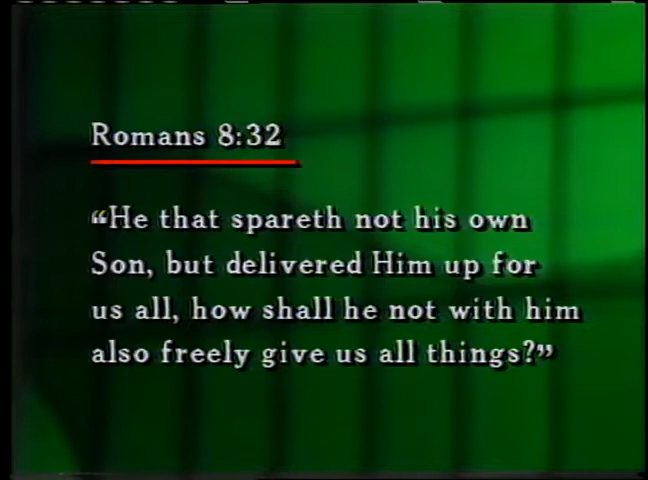 Romans 8:32
“He that spareth not his own
Son, but delivered Him up for
us all, how shall he not with him
also freely give us all things?”